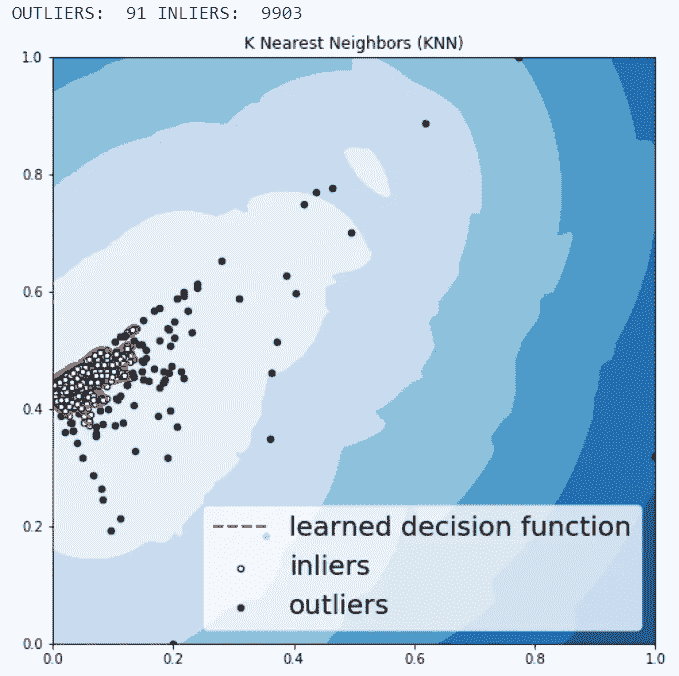 OUTLIERS:  91 INLIERS:  9903
K Nearest Neighbors (KNN)
1.0
0.8
0.6
0.4
0.2
0.0
learned decision function
inliers
outliers
0.0 0.2 0.4 0.6 0.8 1.0